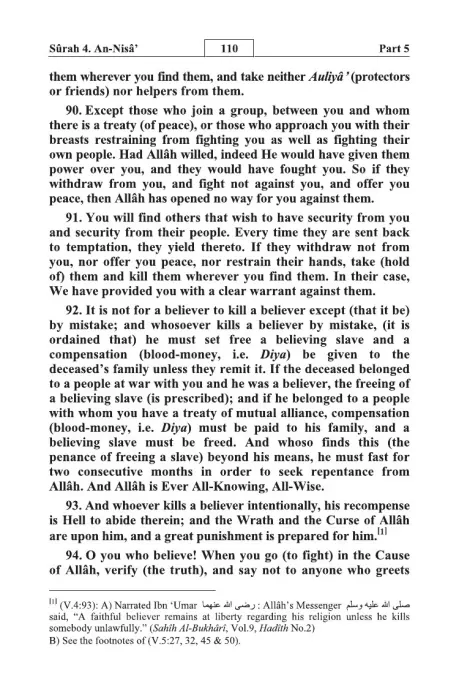 Sûrah 4. An-Nisâ’ 110 Part 5
them wherever you find them, and take neither Auliyâ’ (protectors
or friends) nor helpers from them.
90. Except those who join a group, between you and whom
there is a treaty (of peace), or those who approach you with their
breasts restraining from fighting you as well as fighting their
own people. Had Allâh willed, indeed He would have given them
power over you, and they would have fought you. So if they
withdraw from you, and fight not against you, and offer you
peace, then Allâh has opened no way for you against them.
91. You will find others that wish to have security from you
and security from their people. Every time they are sent back
to temptation, they yield thereto. If they withdraw not from
you, nor offer you peace, nor restrain their hands, take (hold
of) them and kill them wherever you find them. In their case,
We have provided you with a clear warrant against them.
92. It is not for a believer to kill a believer except (that it be)
by mistake; and whosoever kills a believer by mistake, (it is
ordained that) he must set free a believing slave and a
compensation (blood-money, i.e. Diya) be given to the
deceased’s family unless they remit it. If the deceased belonged
to a people at war with you and he was a believer, the freeing of
a believing slave (is prescribed); and if he belonged to a people
with whom you have a treaty of mutual alliance, compensation
(blood-money, i.e. Diya) must be paid to his family, and a
believing slave must be freed. And whoso finds this (the
penance of freeing a slave) beyond his means, he must fast for
two consecutive months in order to seek repentance from
Allâh. And Allâh is Ever All-Knowing, All-Wise.
93. And whoever kills a believer intentionally, his recompense
is Hell to abide therein; and the Wrath and the Curse of Allâh
are upon him, and a great punishment is prepared for him.[1]
94. O you who believe! When you go (to fight) in the Cause
of Allâh, verify (the truth), and say not to anyone who greets
[1] (V.4:93): A) Narrated Ibn ‘Umar رضى الله عنهما : Allâh’s Messenger صلى الله عليه وسلم
said, “A faithful believer remains at liberty regarding his religion unless he kills
somebody unlawfully.” (Sahîh Al-Bukhârî, Vol.9, Hadîth No.2)
B) See the footnotes of (V.5:27, 32, 45 & 50).